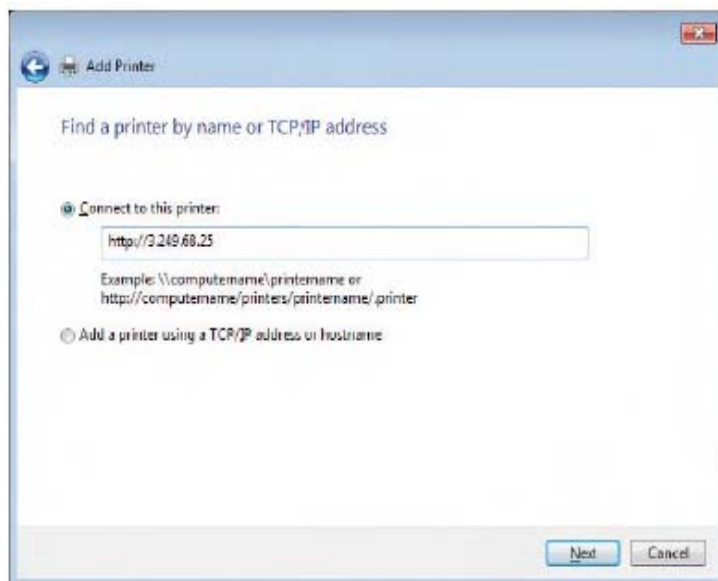 Add Printer
Find a printer by name or TCP/IP address
Connect to this printer:
http://3.249.68.25
Example: \\computername\printername or
http://computername/printers/printername/.printer
Add a printer using a TCP/IP address or hostname
Next Cancel